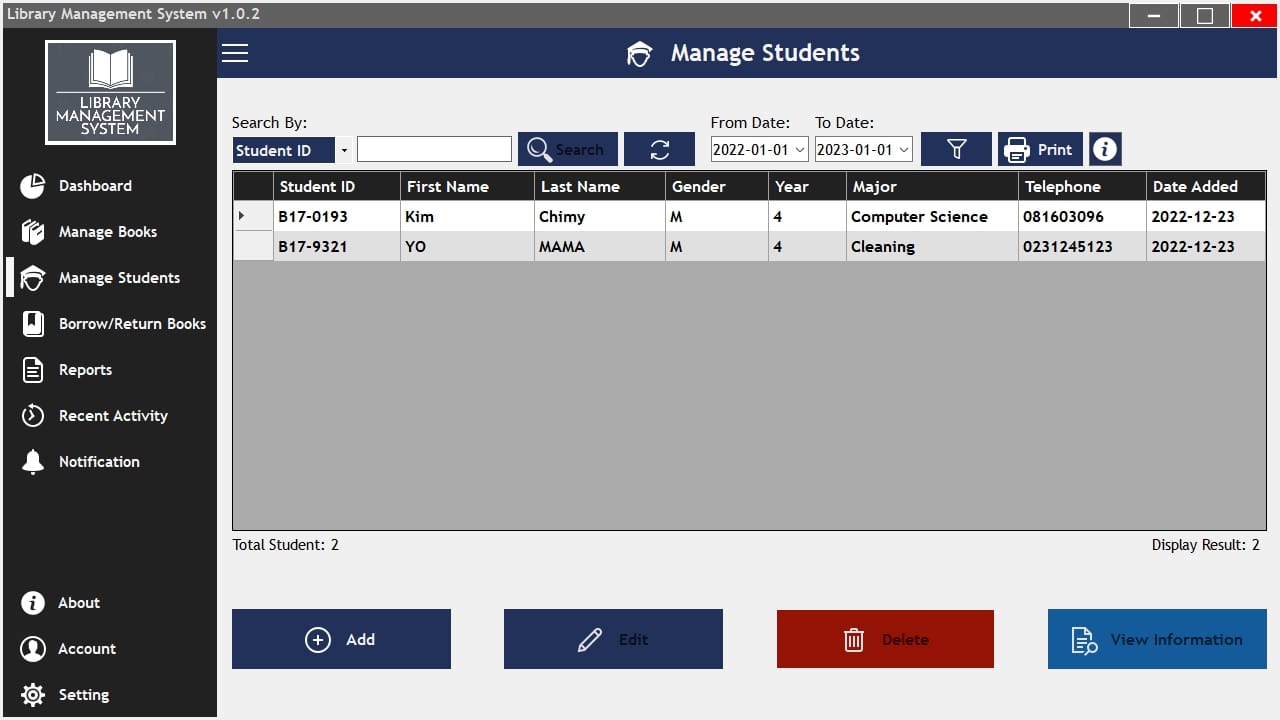 Library Management System v1.0.2
LIBRARY
MANAGEMENT
SYSTEM
Dashboard
Manage Books
Manage Students
Borrow/Return Books
Reports
Recent Activity
Notification
About
Account
Setting
Manage Students
Search By:
From Date:
To Date:
Student ID
Search
2022-01-01
2023-01-01
Print
Student ID First Name Last Name Gender Year Major Telephone Date Added
B17-0193 Kim Chimy M 4 Computer Science 081603096 2022-12-23
B17-9321 YO MAMA M 4 Cleaning 0231245123 2022-12-23
Total Student: 2
Display Result: 2
Add
Edit
Delete
View Information